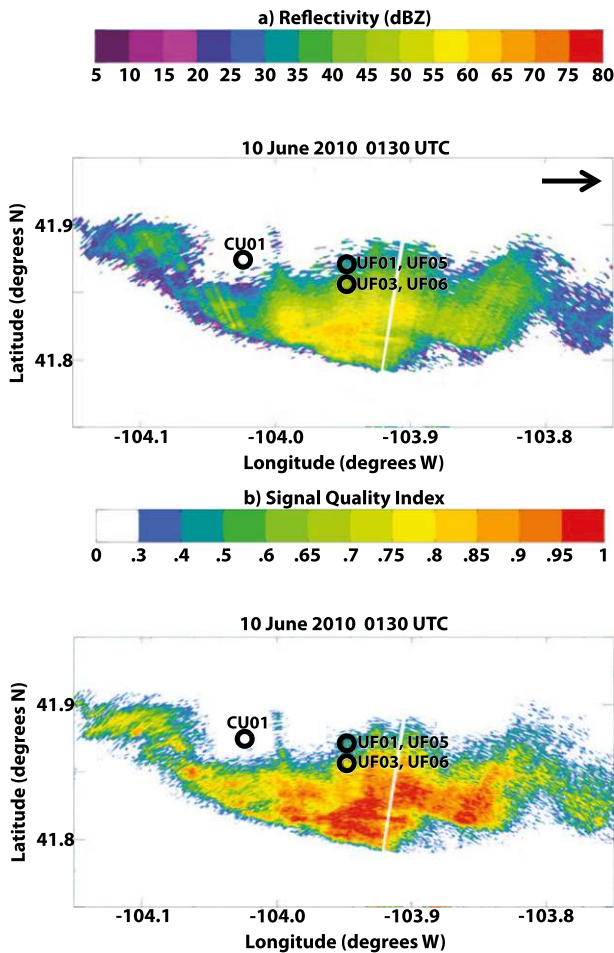 a) Reflectivity (dBZ)
5 10 15 20 25 30 35 40 45 50 55 60 65 70 75 80
10 June 2010 0130 UTC
41.9
CU01
UF01, UF05
UF03, UF06
41.8
Latitude (degrees N)
-104.1 -104.0 -103.9 -103.8
Longitude (degrees W)
b) Signal Quality Index
0 .3 .4 .5 .6 .65 .7 .75 .8 .85 .9 .95 1
10 June 2010 0130 UTC
41.9
CU01
UF01, UF05
UF03, UF06
41.8
Latitude (degrees N)
-104.1 -104.0 -103.9 -103.8
Longitude (degrees W)